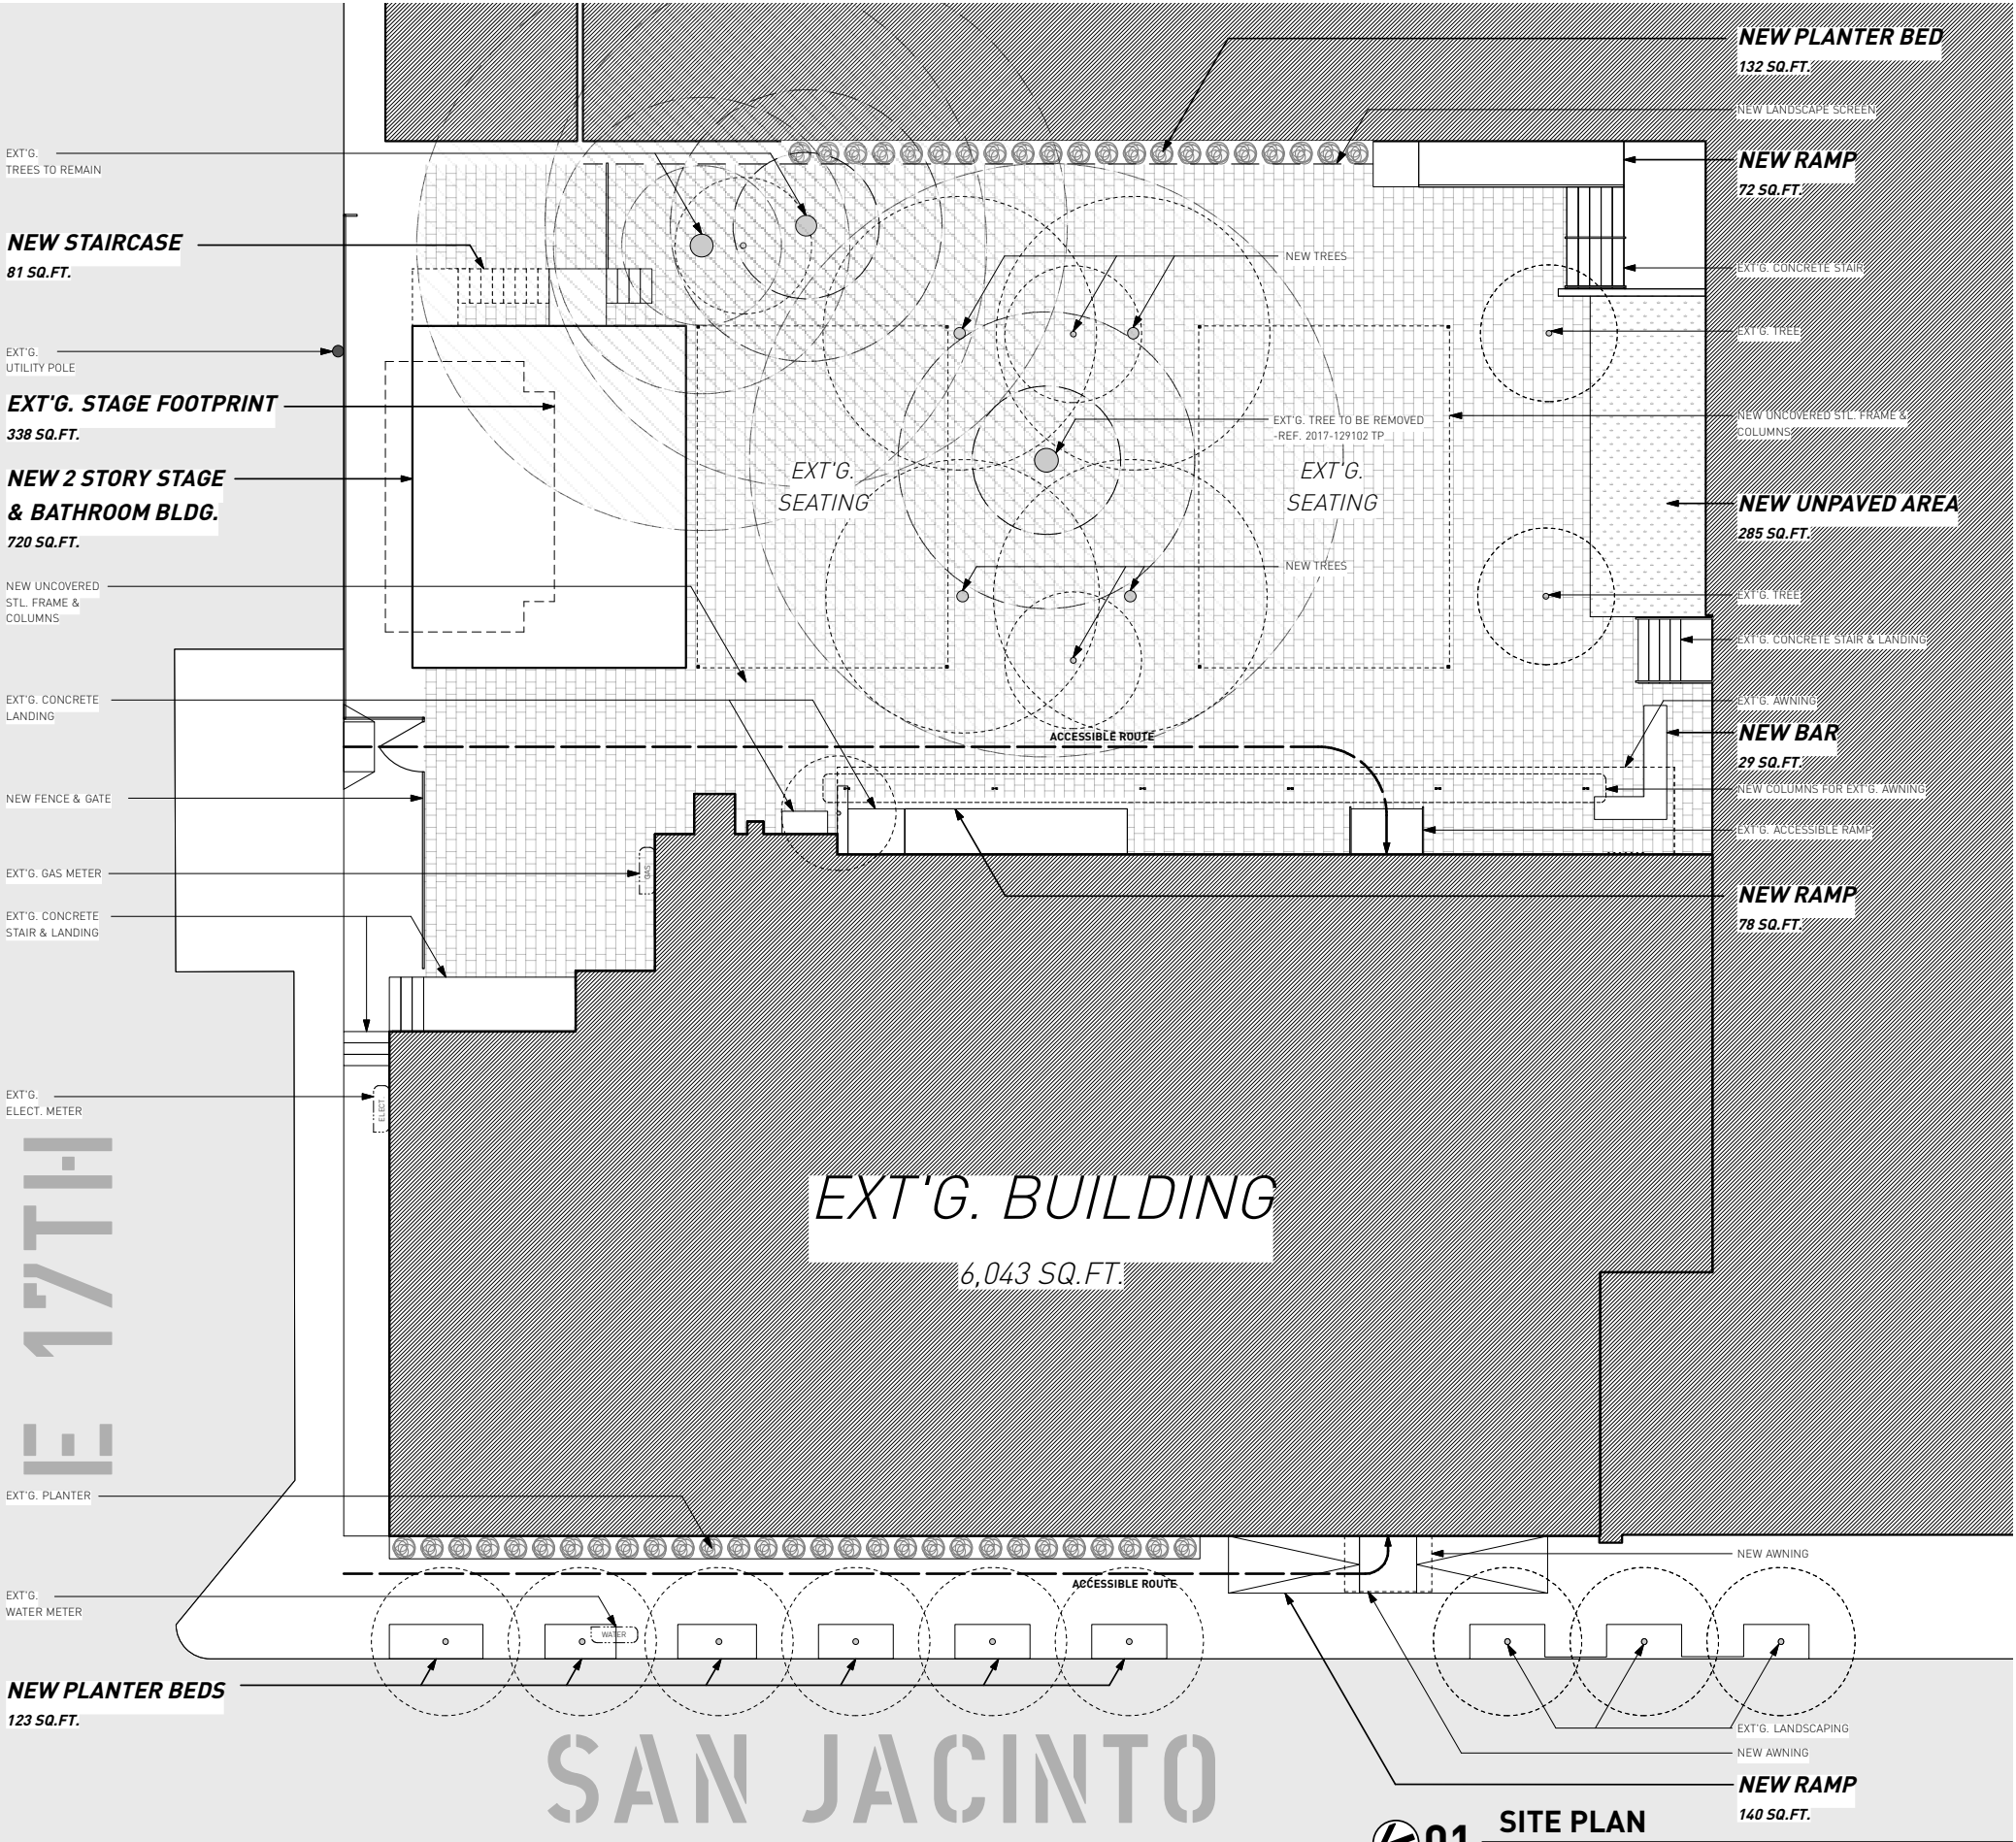 NEW PLANTER BED
132 SQ.FT.
NEW LANDSCAPE SCREEN
EXT'G.
TREES TO REMAIN
NEW RAMP
72 SQ.FT.
NEW STAIRCASE
81 SQ.FT.
NEW TREES
EXT'G. CONCRETE STAIR
EXT'G. TREE
EXT'G.
UTILITY POLE
EXT'G. STAGE FOOTPRINT
338 SQ.FT.
EXT'G. TREE TO BE REMOVED
-REF. 2017-129102 TP
NEW UNCOVERED STL. FRAME &
COLUMNS
NEW 2 STORY STAGE
& BATHROOM BLDG.
720 SQ.FT.
EXT'G.
SEATING
EXT'G.
SEATING
NEW UNPAVED AREA
285 SQ.FT.
NEW UNCOVERED
STL. FRAME &
COLUMNS
NEW TREES
EXT'G. TREE
EXT'G. CONCRETE STAIR & LANDING
EXT'G. CONCRETE
LANDING
EXT'G. AWNING
ACCESSIBLE ROUTE
NEW BAR
29 SQ.FT.
NEW FENCE & GATE
NEW COLUMNS FOR EXT'G. AWNING
EXT'G. ACCESSIBLE RAMP
EXT'G. GAS METER
GAS
NEW RAMP
78 SQ.FT.
EXT'G. CONCRETE
STAIR & LANDING
EXT'G.
ELECT. METER
ELECT.
E 17TH
EXT'G. BUILDING
6,043 SQ.FT.
EXT'G. PLANTER
NEW AWNING
ACCESSIBLE ROUTE
EXT'G.
WATER METER
WATER
NEW PLANTER BEDS
123 SQ.FT.
EXT'G. LANDSCAPING
NEW AWNING
SAN JACINTO
NEW RAMP
140 SQ.FT.
01 SITE PLAN